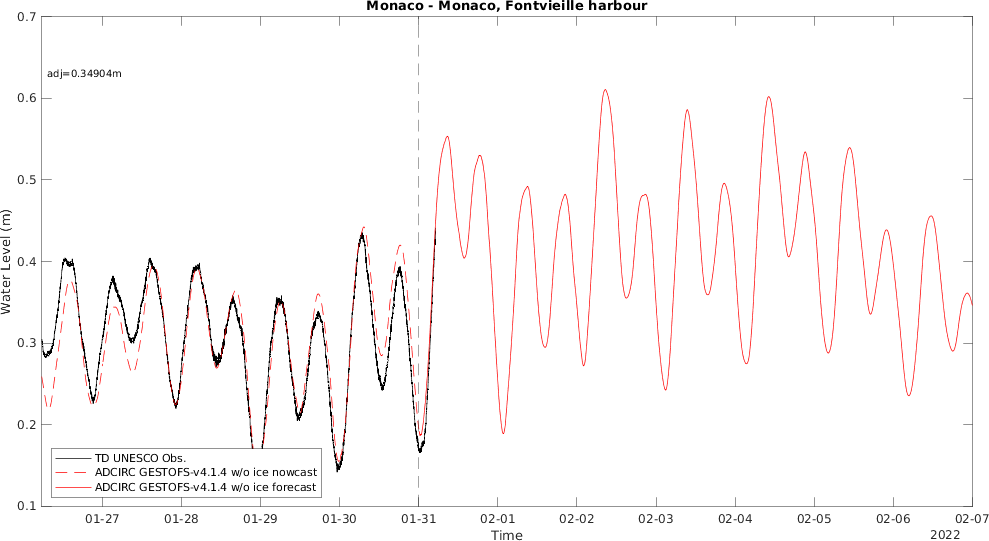 Monaco - Monaco, Fontvieille harbour
0.7
adj=0.34904m
0.6
0.5
Water Level (m)
0.4
0.3
0.2
TD UNESCO Obs.
ADCIRC GESTOFS-v4.1.4 w/o ice nowcast
ADCIRC GESTOFS-v4.1.4 w/o ice forecast
0.1
01-27 01-28 01-29 01-30 01-31 02-01 02-02 02-03 02-04 02-05 02-06 02-07
Time
2022